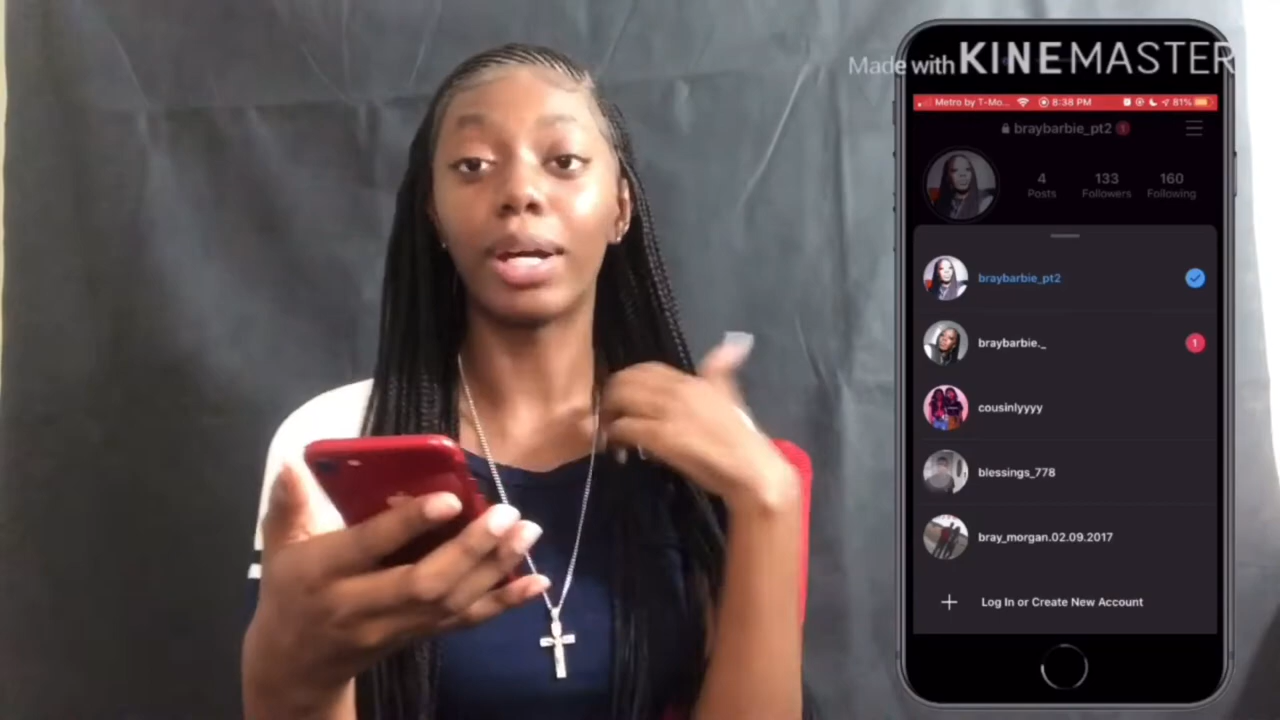 Made with KINEMASTER
Metro by T-Mo... 8:38 PM 81%
braybarbie_pt2 1
4 133 160
Posts Followers Following
braybarbie_pt2
braybarbie._ 1
cousinlyyyy
blessings_778
bray_morgan.02.09.2017
+ Log In or Create New Account